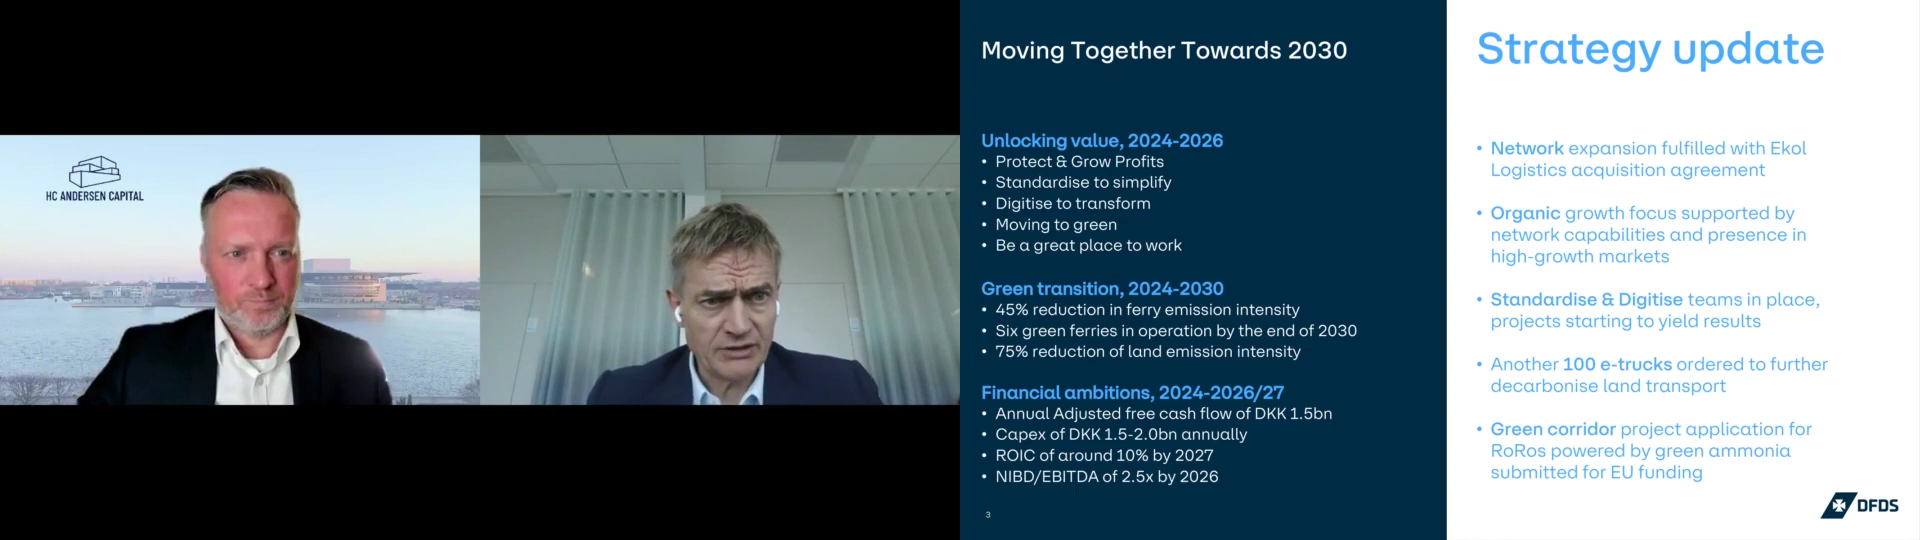 HC ANDERSEN CAPITAL
Moving Together Towards 2030
Unlocking value, 2024-2026
• Protect & Grow Profits
• Standardise to simplify
• Digitise to transform
• Moving to green
• Be a great place to work
Green transition, 2024-2030
• 45% reduction in ferry emission intensity
• Six green ferries in operation by the end of 2030
• 75% reduction of land emission intensity
Financial ambitions, 2024-2026/27
• Annual Adjusted free cash flow of DKK 1.5bn
• Capex of DKK 1.5-2.0bn annually
• ROIC of around 10% by 2027
• NIBD/EBITDA of 2.5x by 2026
3
Strategy update
• Network expansion fulfilled with Ekol
Logistics acquisition agreement
• Organic growth focus supported by
network capabilities and presence in
high-growth markets
• Standardise & Digitise teams in place,
projects starting to yield results
• Another 100 e-trucks ordered to further
decarbonise land transport
• Green corridor project application for
RoRos powered by green ammonia
submitted for EU funding
DFDS